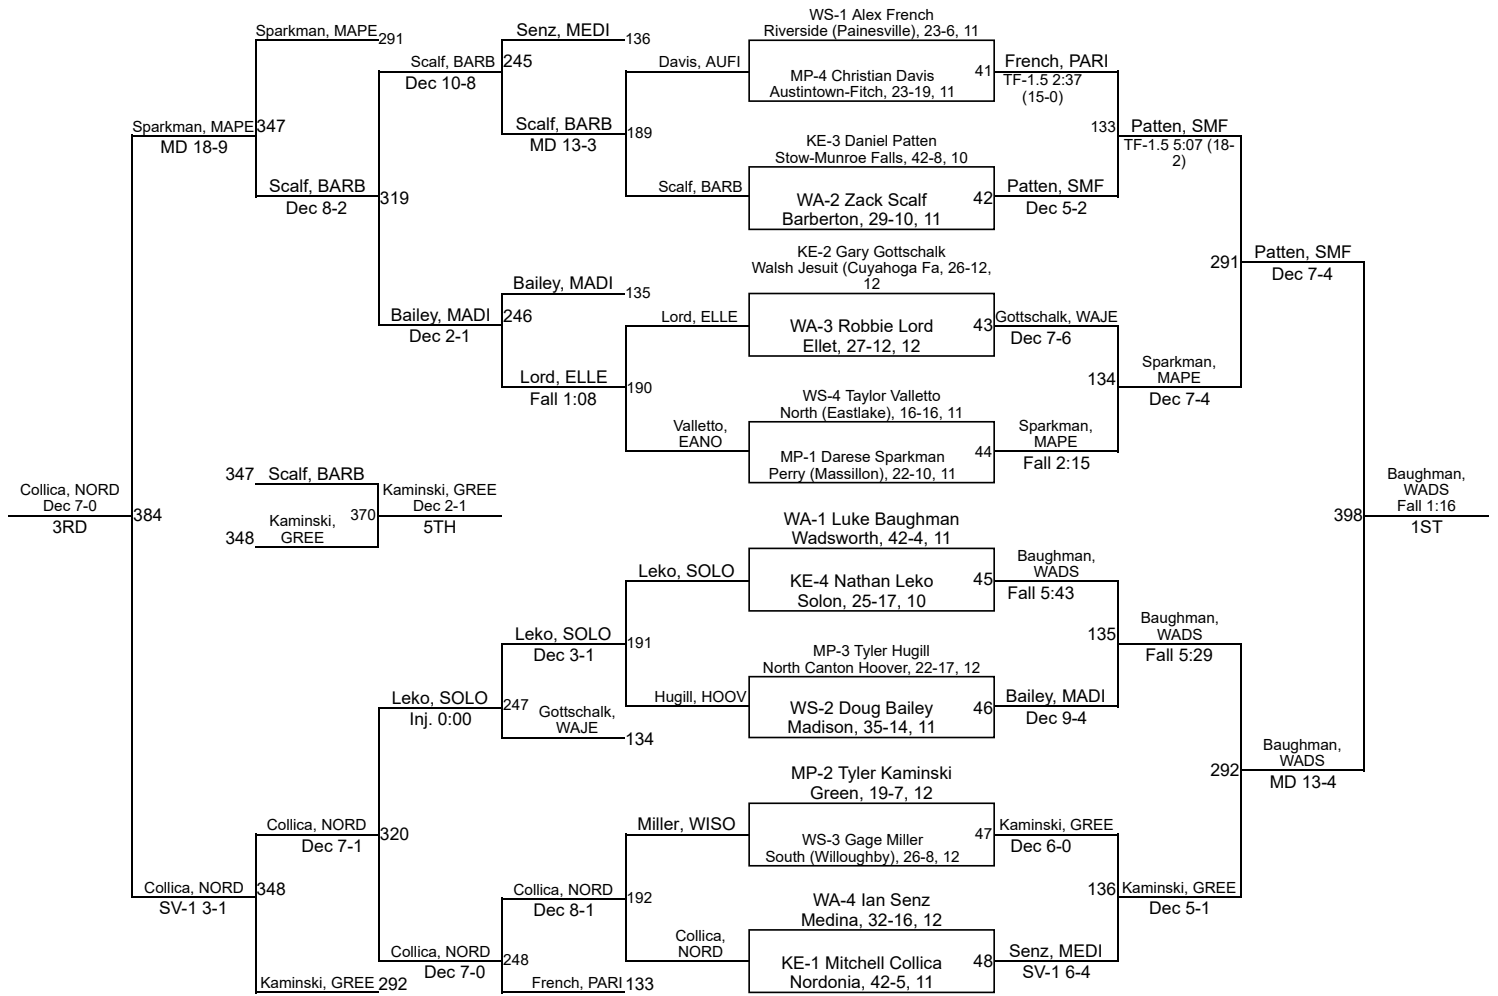 WS-1 Alex French
Riverside (Painesville), 23-6, 11
Sparkman, MAPE
291
Senz, MEDI
136
Scalf, BARB
245
Dec 10-8
Davis, AUFI
MP-4 Christian Davis
Austintown-Fitch, 23-19, 11
41
French, PARI
TF-1.5 2:37
(15-0)
Sparkman, MAPE
347
MD 18-9
Scalf, BARB
189
MD 13-3
KE-3 Daniel Patten
Stow-Munroe Falls, 42-8, 10
133
Patten, SMF
TF-1.5 5:07 (18-
2)
Scalf, BARB
Dec 8-2
319
Scalf, BARB
WA-2 Zack Scalf
Barberton, 29-10, 11
42
Patten, SMF
Dec 5-2
KE-2 Gary Gottschalk
Walsh Jesuit (Cuyahoga Fa, 26-12,
12
291
Patten, SMF
Dec 7-4
Bailey, MADI
135
Bailey, MADI
246
Dec 2-1
Lord, ELLE
WA-3 Robbie Lord
Ellet, 27-12, 12
43
Gottschalk, WAJE
Dec 7-6
Lord, ELLE
190
Fall 1:08
WS-4 Taylor Valletto
North (Eastlake), 16-16, 11
134
Sparkman,
MAPE
Dec 7-4
Valletto,
EANO
MP-1 Darese Sparkman
Perry (Massillon), 22-10, 11
44
Sparkman,
MAPE
Fall 2:15
347
Scalf, BARB
Collica, NORD
Dec 7-0
3RD
384
348
Kaminski,
GREE
370
Kaminski, GREE
Dec 2-1
5TH
398
Baughman,
WADS
Fall 1:16
1ST
WA-1 Luke Baughman
Wadsworth, 42-4, 11
Leko, SOLO
KE-4 Nathan Leko
Solon, 25-17, 10
45
Baughman,
WADS
Fall 5:43
Leko, SOLO
191
Dec 3-1
MP-3 Tyler Hugill
North Canton Hoover, 22-17, 12
135
Baughman,
WADS
Fall 5:29
Leko, SOLO
247
Inj. 0:00
Gottschalk,
WAJE
134
Hugill, HOOV
WS-2 Doug Bailey
Madison, 35-14, 11
46
Bailey, MADI
Dec 9-4
MP-2 Tyler Kaminski
Green, 19-7, 12
292
Baughman,
WADS
MD 13-4
Collica, NORD
320
Dec 7-1
Miller, WISO
WS-3 Gage Miller
South (Willoughby), 26-8, 12
47
Kaminski, GREE
Dec 6-0
Collica, NORD
348
SV-1 3-1
Collica, NORD
192
Dec 8-1
WA-4 Ian Senz
Medina, 32-16, 12
136
Kaminski, GREE
Dec 5-1
Collica, NORD
248
Dec 7-0
Collica,
NORD
KE-1 Mitchell Collica
Nordonia, 42-5, 11
48
Senz, MEDI
SV-1 6-4
Kaminski, GREE
292
French, PARI
133